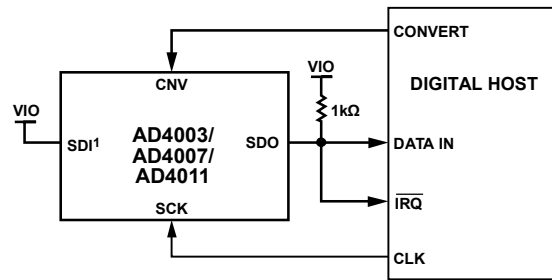 CONVERT
VIO
CNV
DIGITAL HOST
VIO
1kΩ
AD4003/
AD4007/
AD4011
SDI¹
SDO
DATA IN
SCK
IRQ
CLK